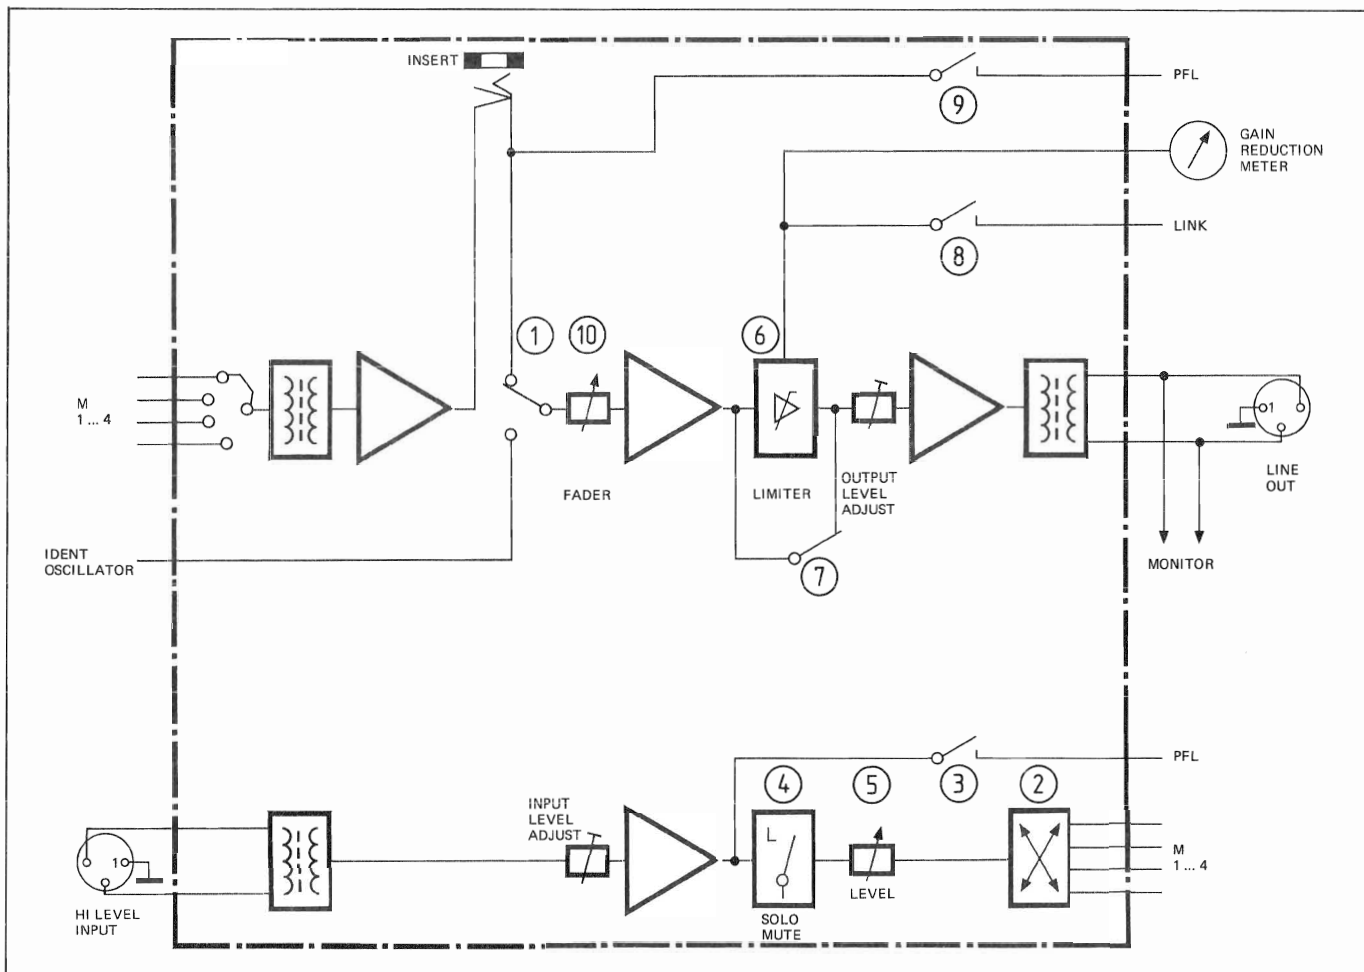 INSERT
PFL
9
GAIN
REDUCTION
METER
LINK
8
1
10
6
M
1 ... 4
1
FADER
LIMITER
OUTPUT
LEVEL
ADJUST
LINE
OUT
IDENT
OSCILLATOR
7
MONITOR
PFL
4
5
3
2
INPUT
LEVEL
ADJUST
L
1
M
1 ... 4
LEVEL
HI LEVEL
INPUT
SOLO
MUTE